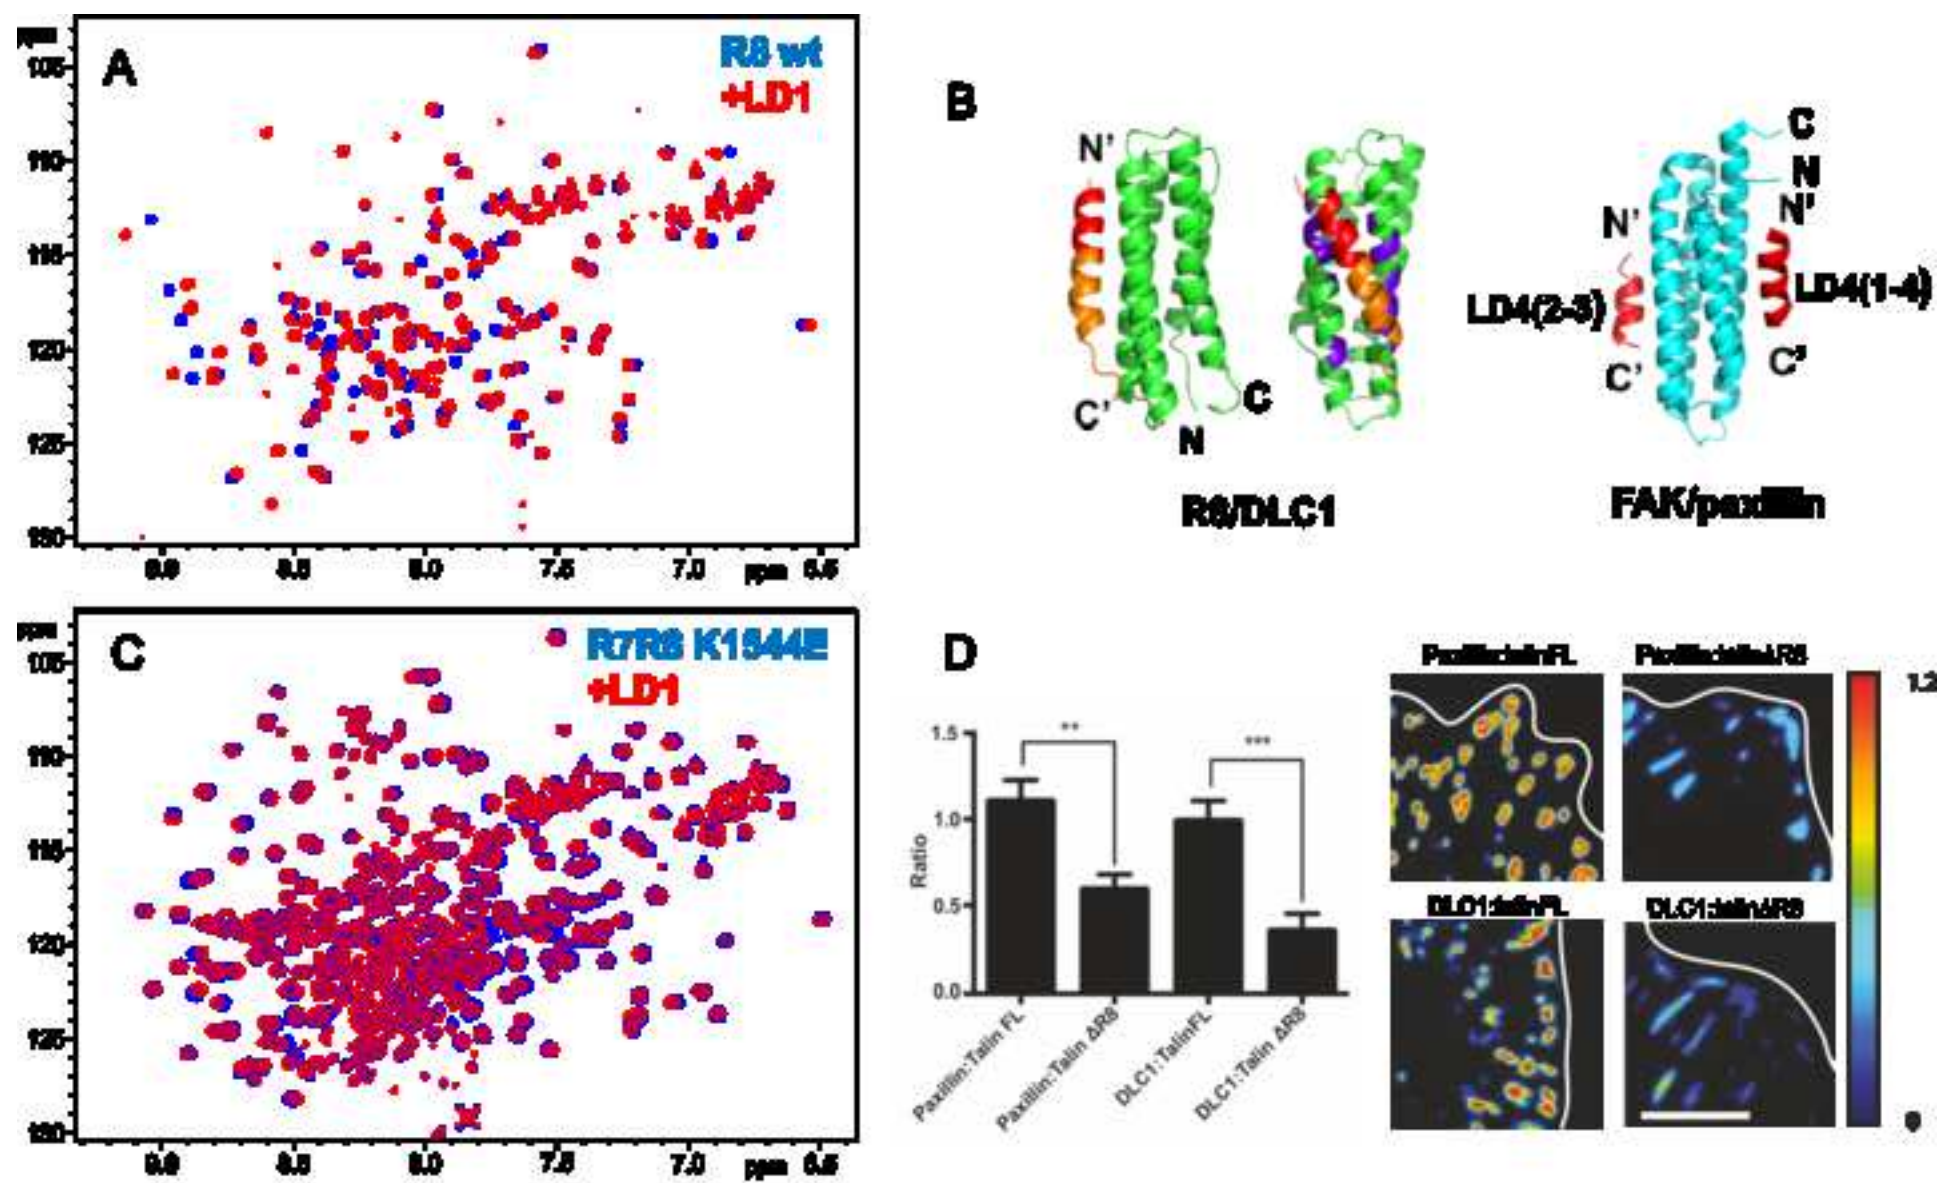 A
R8 wt
+LD1
105
110
115
120
125
130
8.5
8.0
7.5
7.0
ppm
6.5
B
N'
C'
N
C
R8/DLC1
C
N
N'
N'
LD4(2-3)
LD4(1-4)
C'
C'
FAK/paxillin
C
R7R8 K1544E
+LD1
ppm
105
110
115
120
125
130
9.0
8.5
8.0
7.5
7.0
ppm
6.5
D
Ratio
1.5
1.0
0.5
0.0
**
***
Paxillin:Talin FL
Paxillin:Talin ΔR8
DLC1:TalinFL
DLC1:Talin ΔR8
Paxillin:talinFL
Paxillin:talinΔR8
DLC1:talinFL
DLC1:talinΔR8
1.2
0